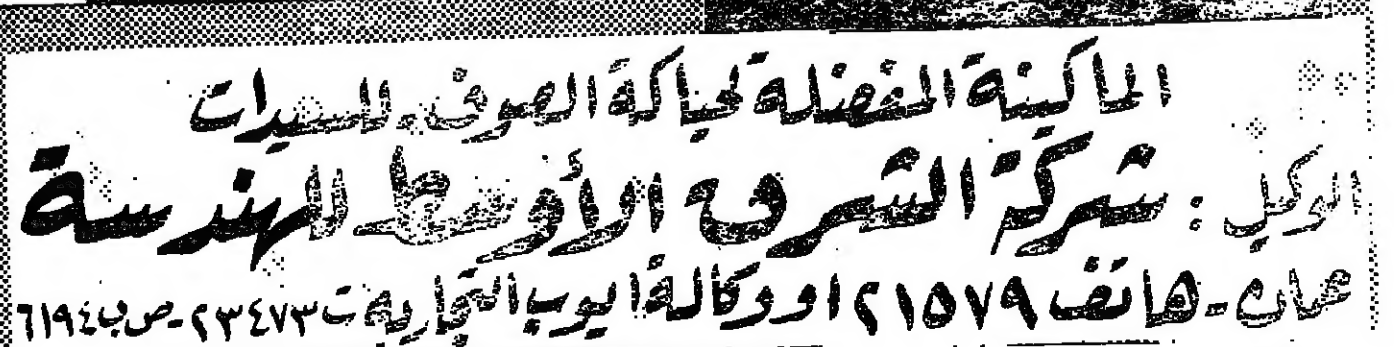 الماكينة المفضلة لحياكة الصوف للسيدات
الوكيل : شركة الشرق الأوسط للهندسة
عمان - هاتف ٢١٥٧٩ او وكالة ايوب التجارية ت ٢٣٤٧٣ - ص ب ٦١٩٤